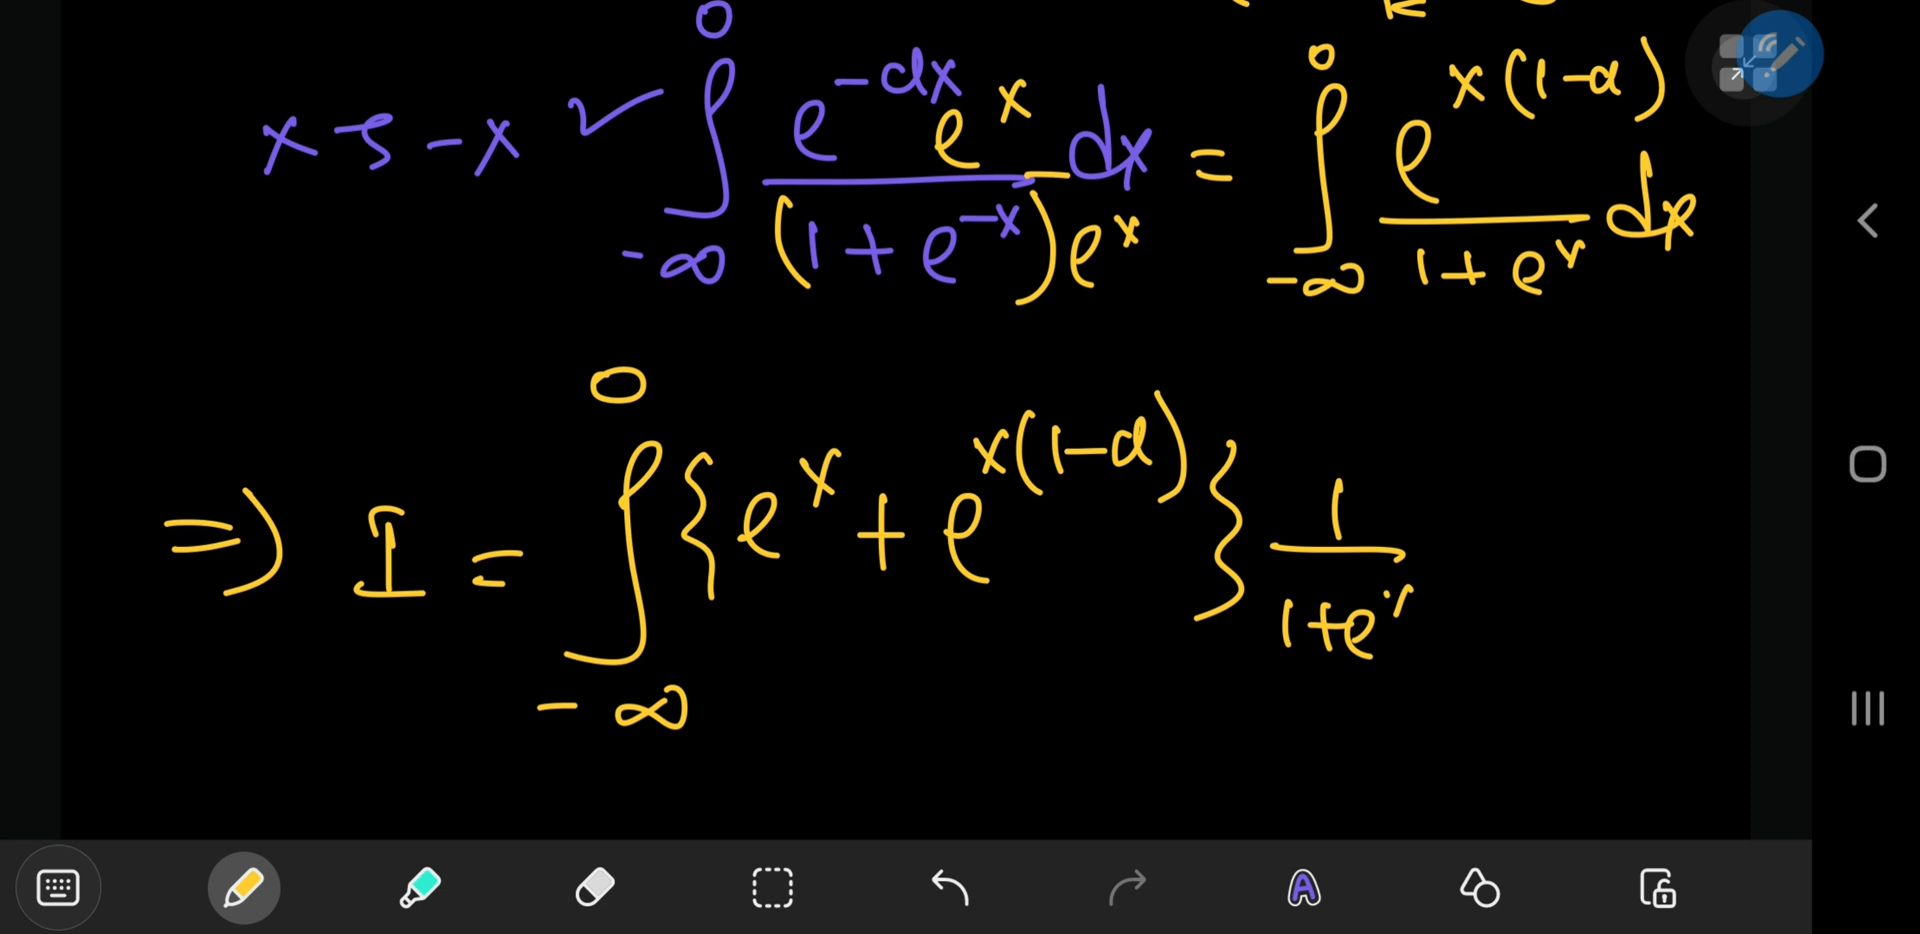 x → -x ∫_{-∞}^{0} e^{-αx} e^x / (1 + e^{-x}) e^x dx = ∫_{-∞}^{0} e^{x(1-α)} / 1 + e^x dx
⇒ I = ∫_{-∞}^{0} { e^x + e^{x(1-α)} } 1 / 1+e^x